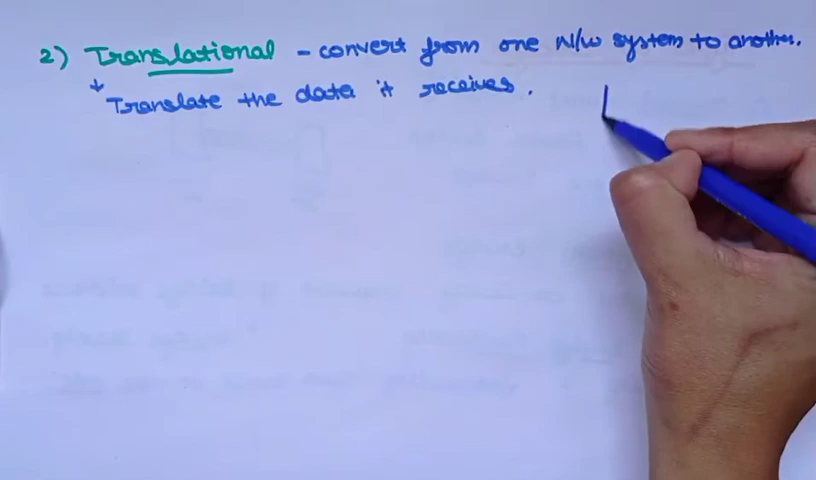 2) Translational - convert from one N/W system to another.
* Translate the data it receives.